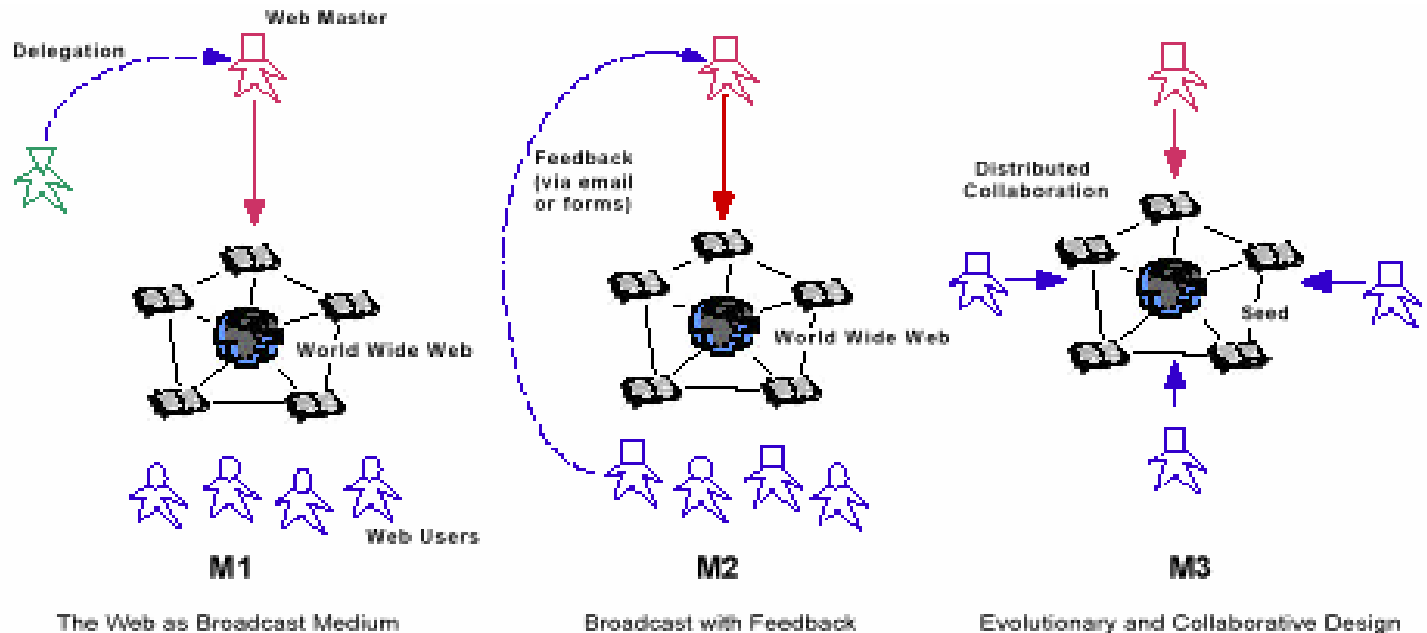 Web Master
Delegation
World Wide Web
Web Users
M1
The Web as Broadcast Medium
Feedback
(via email
or forms)
World Wide Web
M2
Broadcast with Feedback
Distributed
Collaboration
Seed
M3
Evolutionary and Collaborative Design